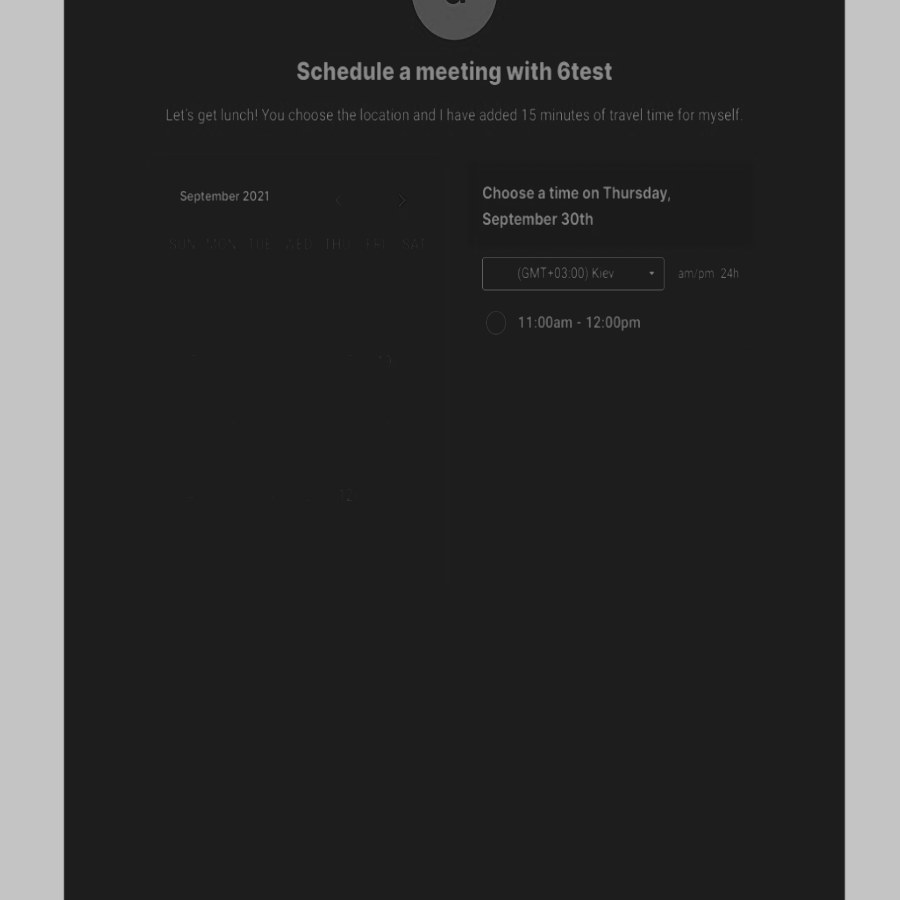 Schedule a meeting with 6test
Let's get lunch! You choose the location and I have added 15 minutes of travel time for myself.
September 2021
SUN MON TUE WED THU FRI SAT
Choose a time on Thursday,
September 30th
(GMT+03:00) Kiev
am/pm 24h
11:00am - 12:00pm